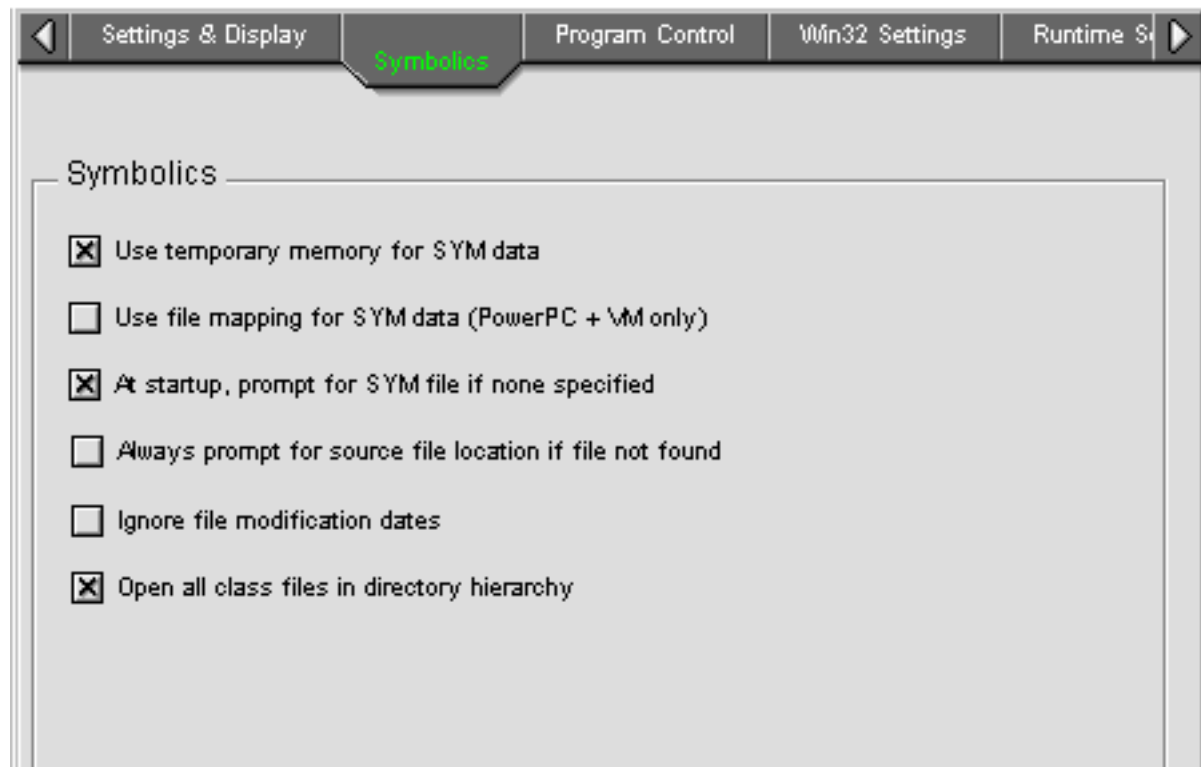 Settings & Display
Symbolics
Program Control
Win32 Settings
Runtime
Symbolics
Use temporary memory for SYM data
Use file mapping for SYM data (PowerPC + VM only)
At startup, prompt for SYM file if none specified
Always prompt for source file location if file not found
Ignore file modification dates
Open all class files in directory hierarchy